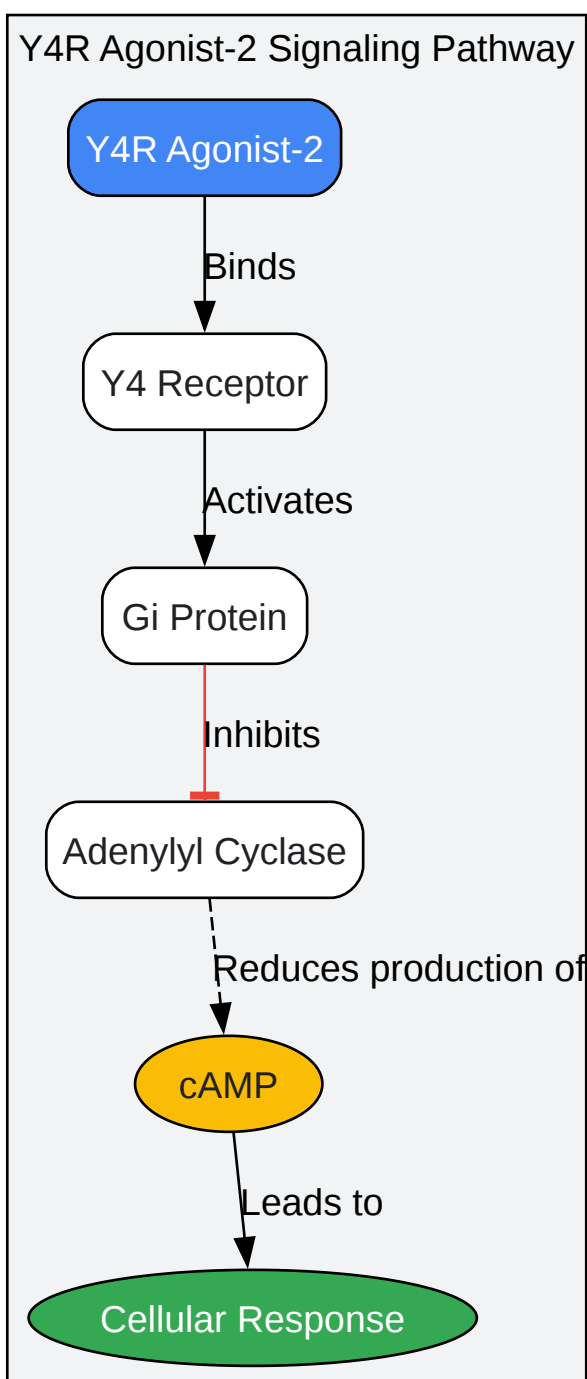 Y4R Agonist-2 Signaling Pathway
Y4R Agonist-2
Binds
Y4 Receptor
Activates
Gi Protein
Inhibits
Adenylyl Cyclase
Reduces production of
cAMP
Leads to
Cellular Response